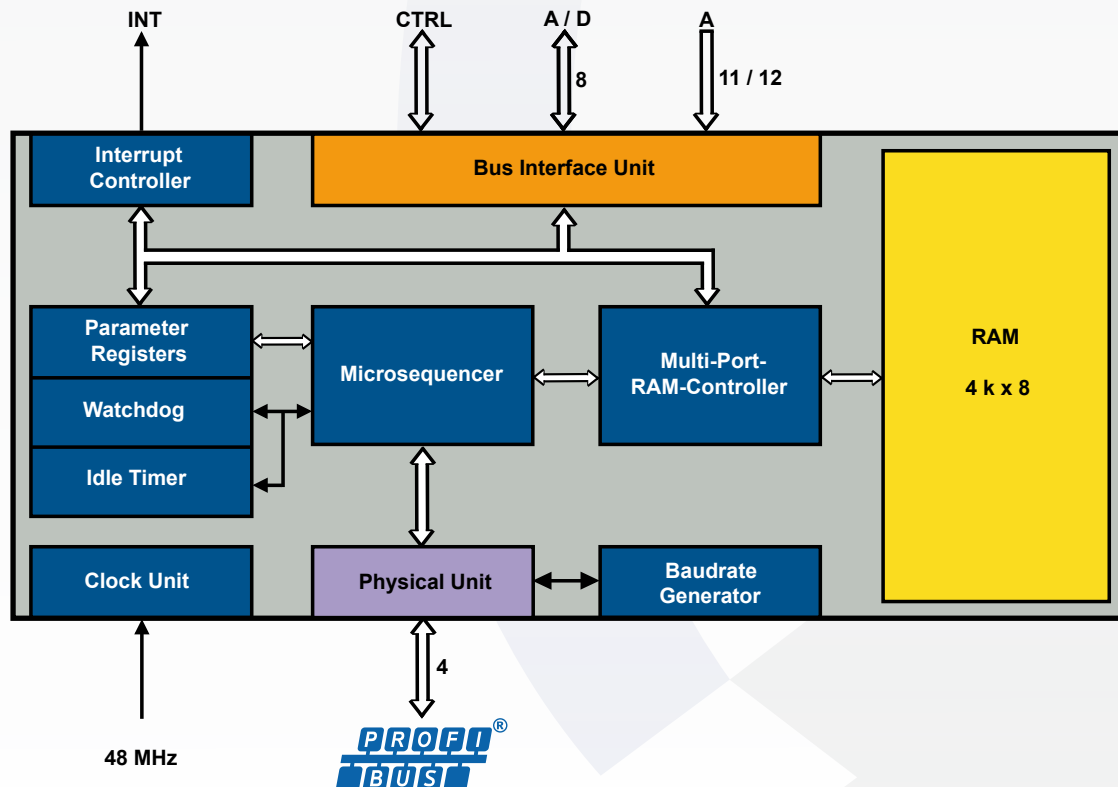 INT
CTRL
A / D
A
8
11 / 12
Interrupt
Controller
Bus Interface Unit
Parameter
Registers
Watchdog
Idle Timer
Microsequencer
Multi-Port-
RAM-Controller
RAM
4 k x 8
Clock Unit
Physical Unit
Baudrate
Generator
4
48 MHz
PROFI®
BUS